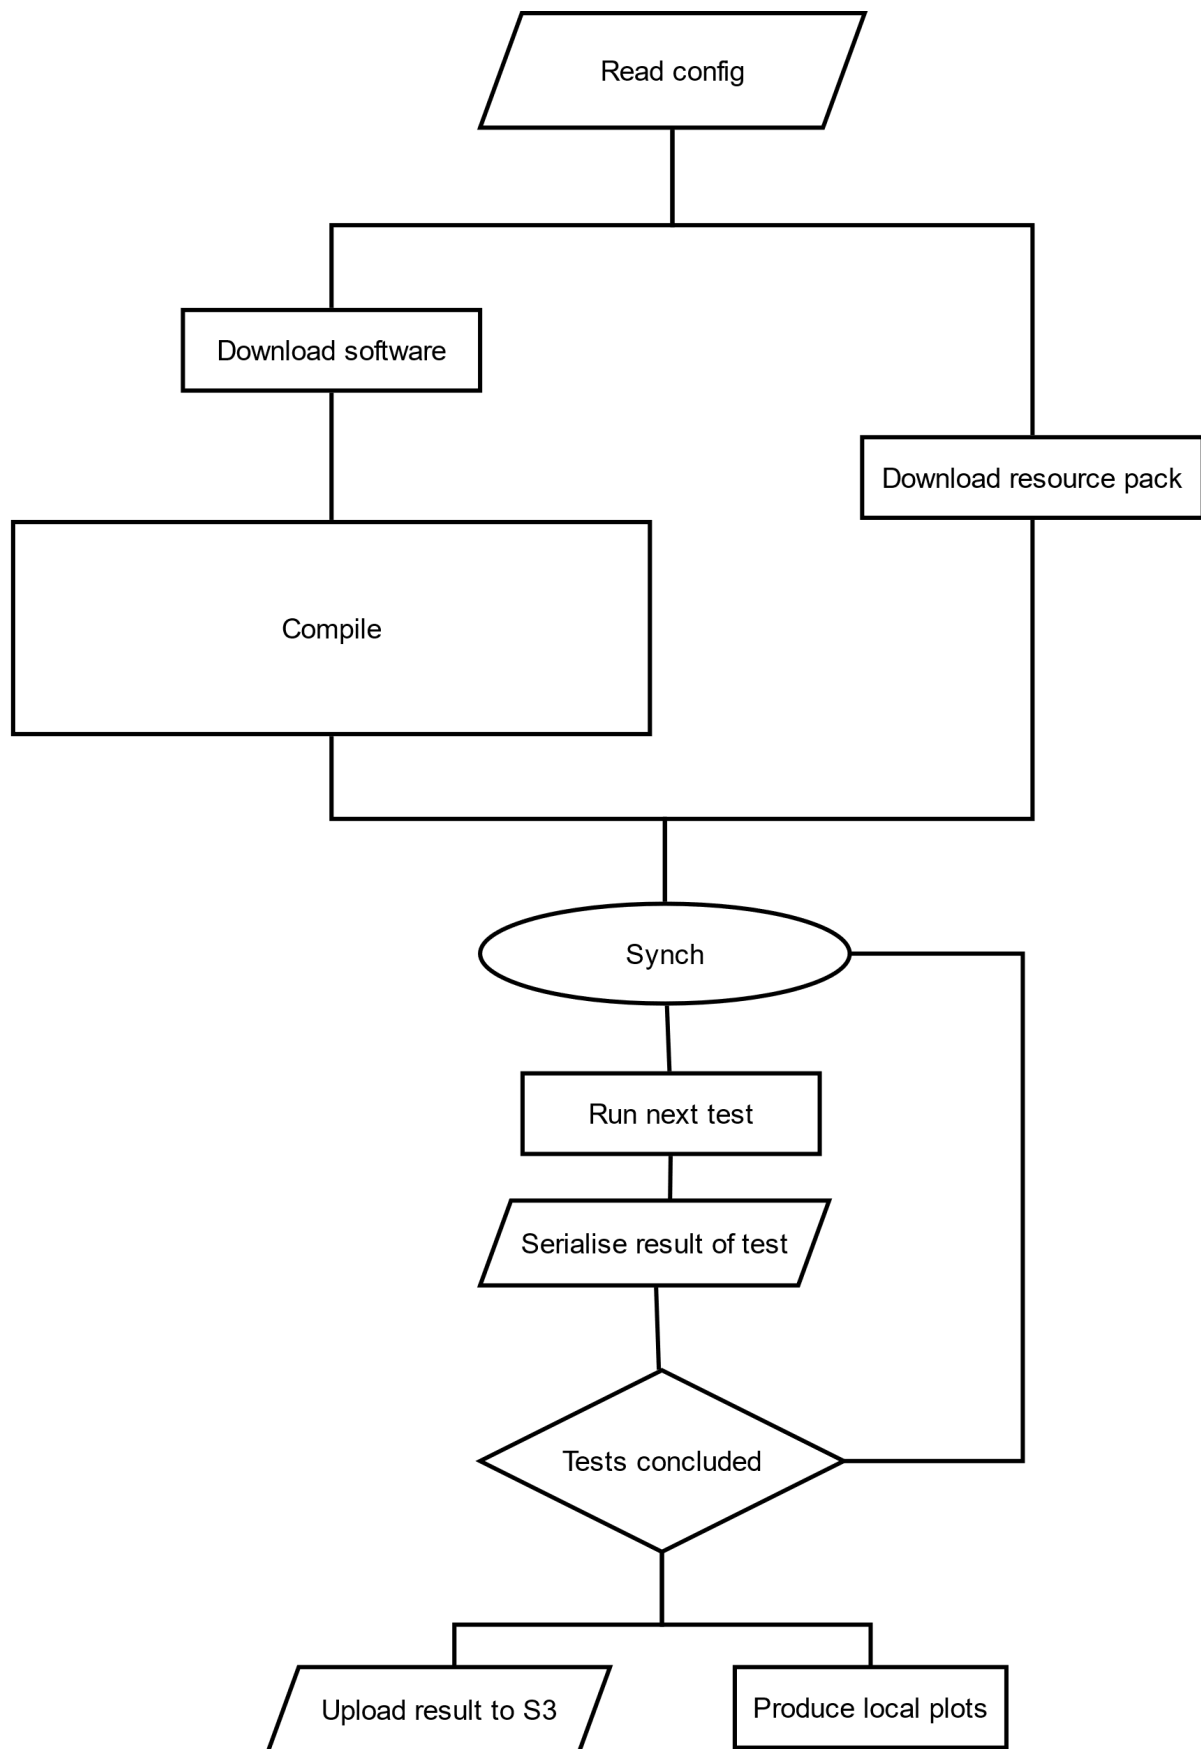 Read config
Download software
Download resource pack
Compile
Synch
Run next test
Serialise result of test
Tests concluded
Upload result to S3
Produce local plots